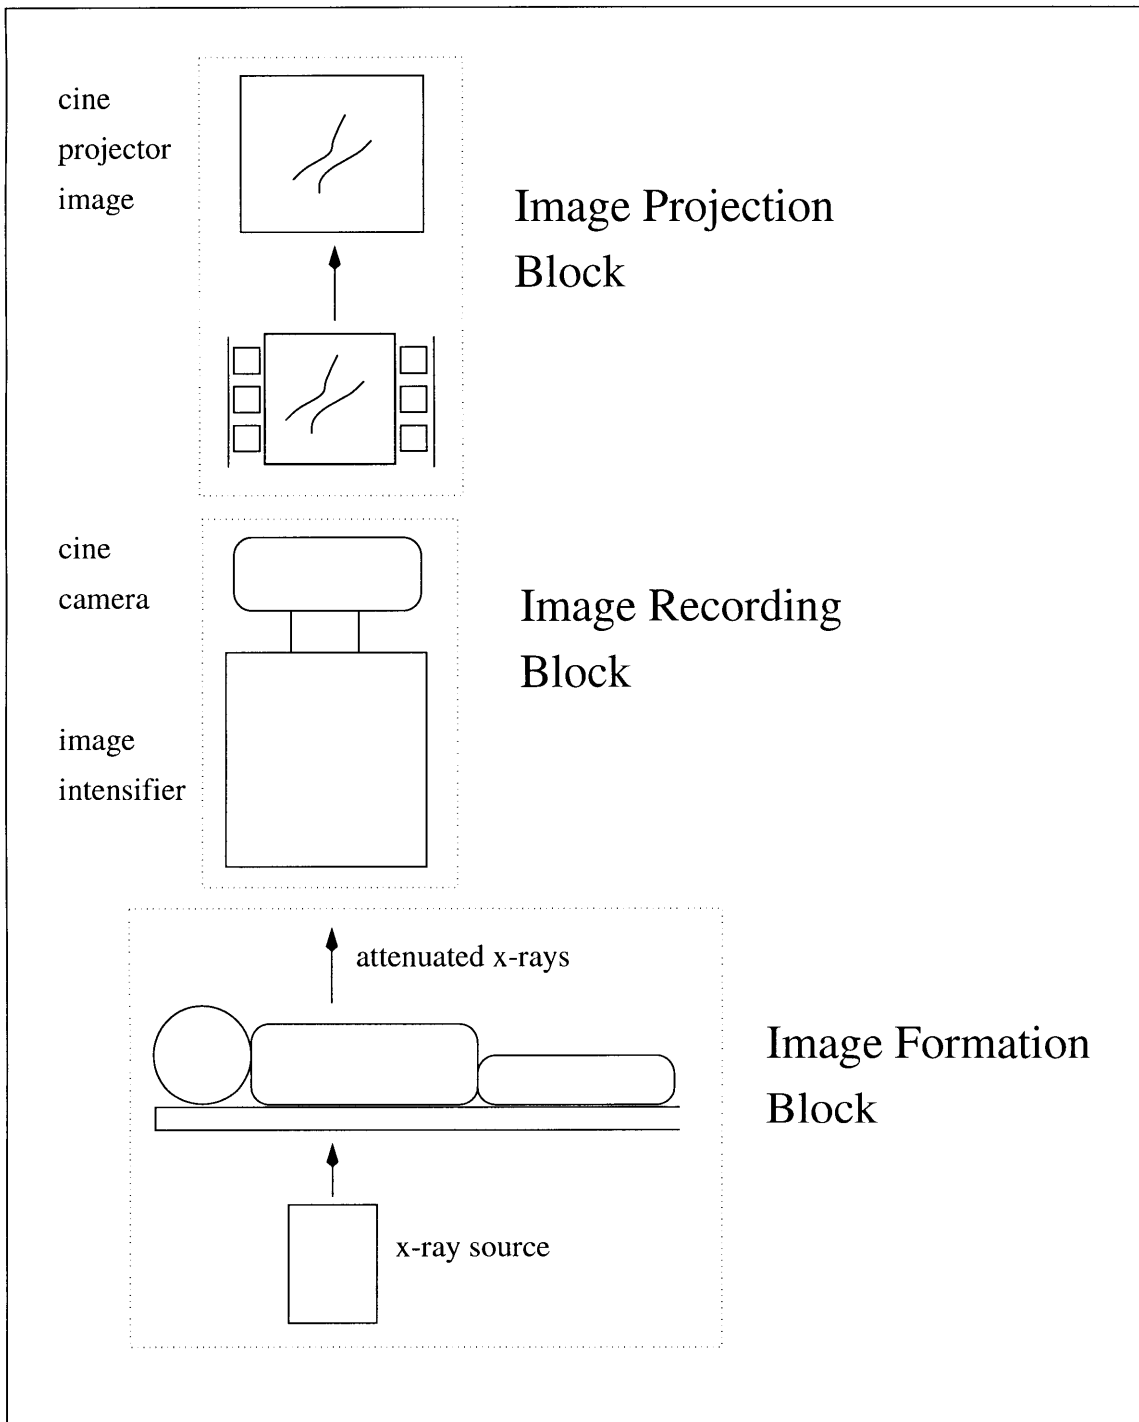 cine
projector
image
Image Projection
Block
cine
camera
Image Recording
Block
image
intensifier
attenuated x-rays
Image Formation
Block
x-ray source